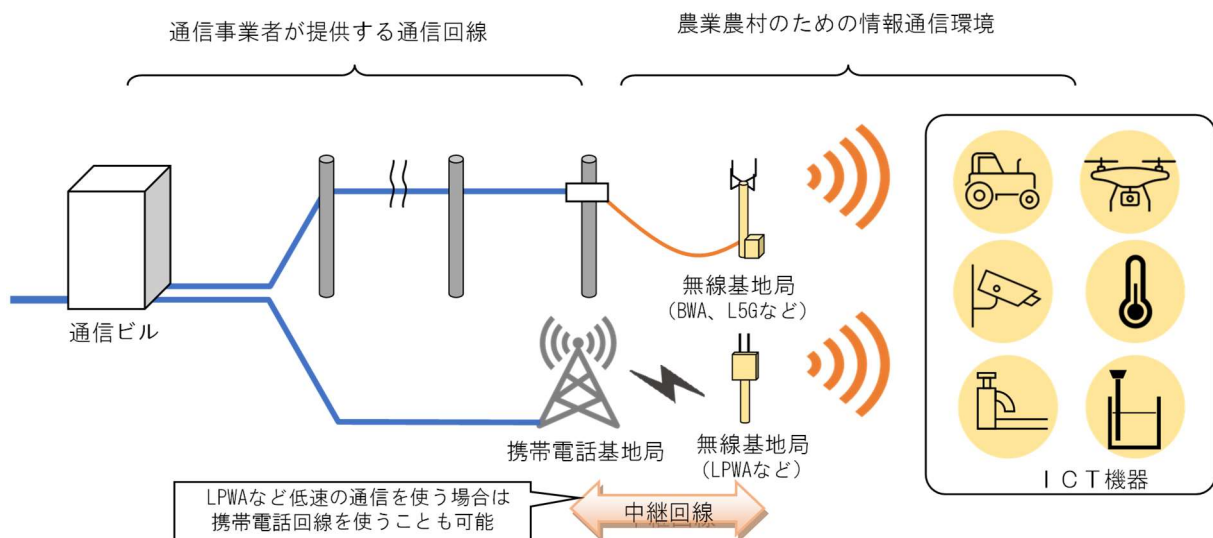 通信事業者が提供する通信回線
農業農村のための情報通信環境
通信ビル
無線基地局
(BWA、L5Gなど)
携帯電話基地局
無線基地局
(LPWAなど)
ICT機器
LPWAなど低速の通信を使う場合は
携帯電話回線を使うことも可能
中継回線